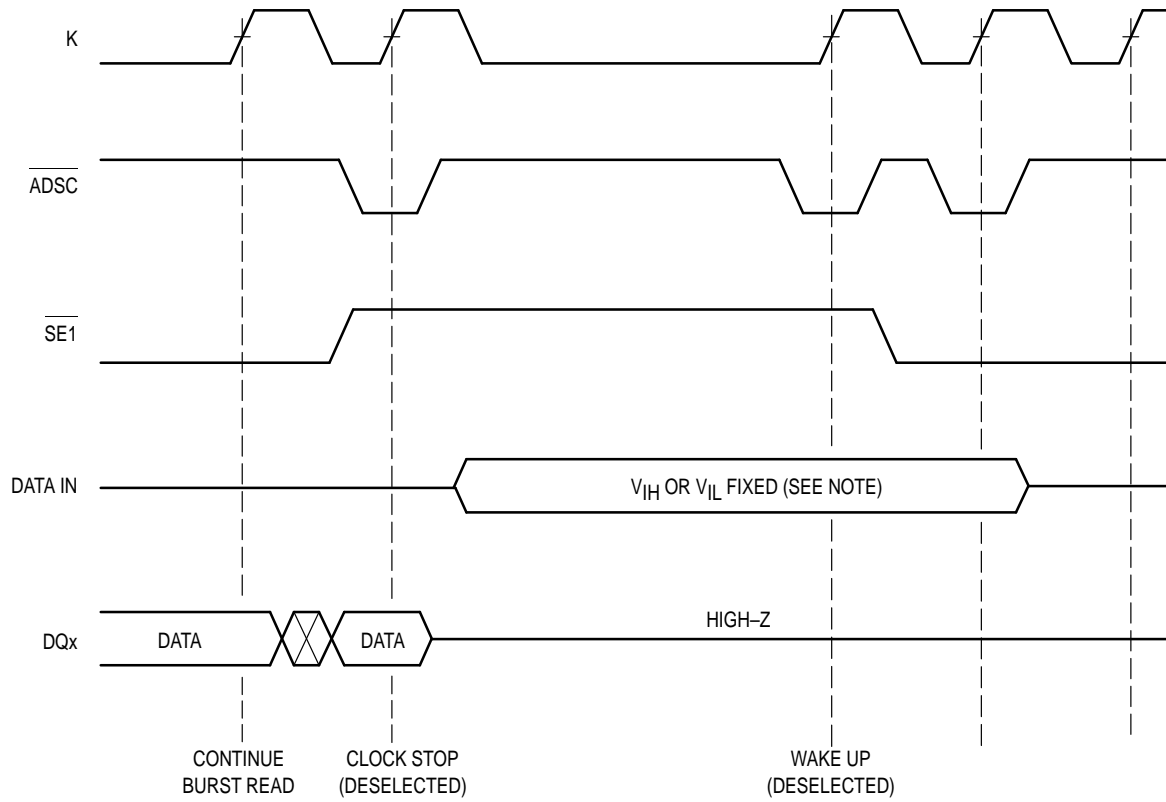 K
ADSC
SE1
DATA IN
VIH OR VIL FIXED (SEE NOTE)
DQx
DATA
DATA
HIGH–Z
CONTINUE
BURST READ
CLOCK STOP
(DESELECTED)
WAKE UP
(DESELECTED)